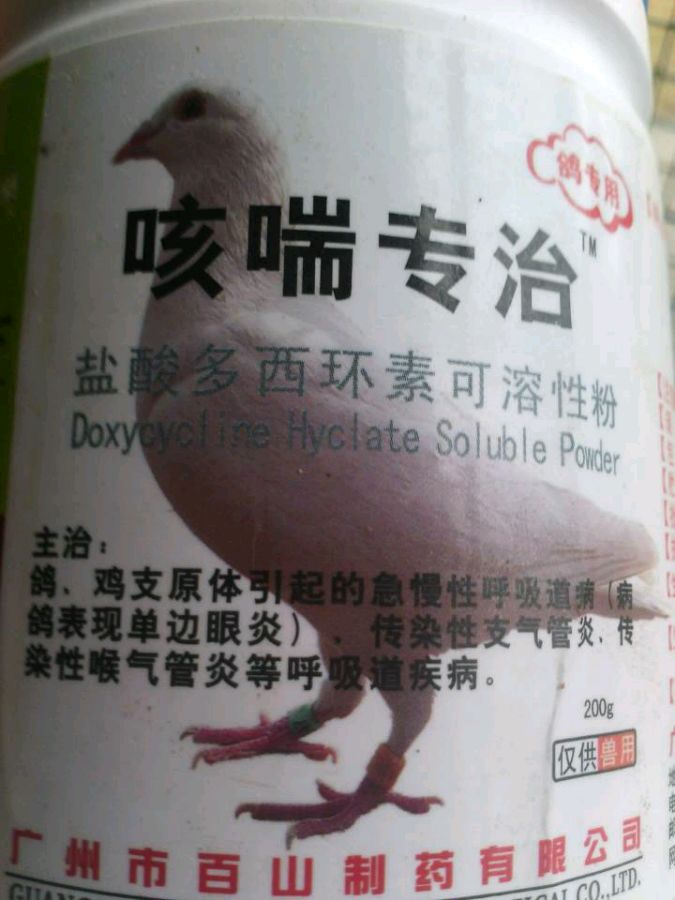 鸽专用
咳喘专治
TM
盐酸多西环素可溶性粉
Doxycycline Hyclate Soluble Powder
主治：
鸽、鸡支原体引起的急慢性呼吸道病（病
鸽表现单边眼炎）、传染性支气管炎、传
染性喉气管炎等呼吸道疾病。
200g
仅供兽用
广州市百山制药有限公司
CO.,LTD.